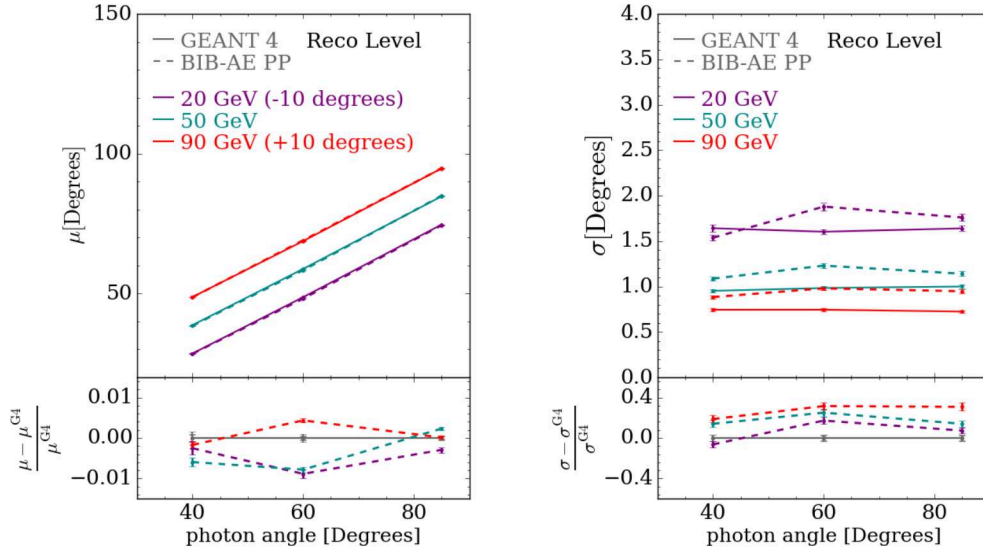 150
100
50
μ[Degrees]
GEANT 4
Reco Level
BIB-AE PP
20 GeV (-10 degrees)
50 GeV
90 GeV (+10 degrees)
0.01
0.00
−0.01
μ − μ^G4
μ^G4
40
60
80
photon angle [Degrees]
4.0
3.5
3.0
2.5
2.0
1.5
1.0
0.5
0.0
σ[Degrees]
GEANT 4
Reco Level
BIB-AE PP
20 GeV
50 GeV
90 GeV
0.4
0.0
−0.4
σ − σ^G4
σ^G4
40
60
80
photon angle [Degrees]